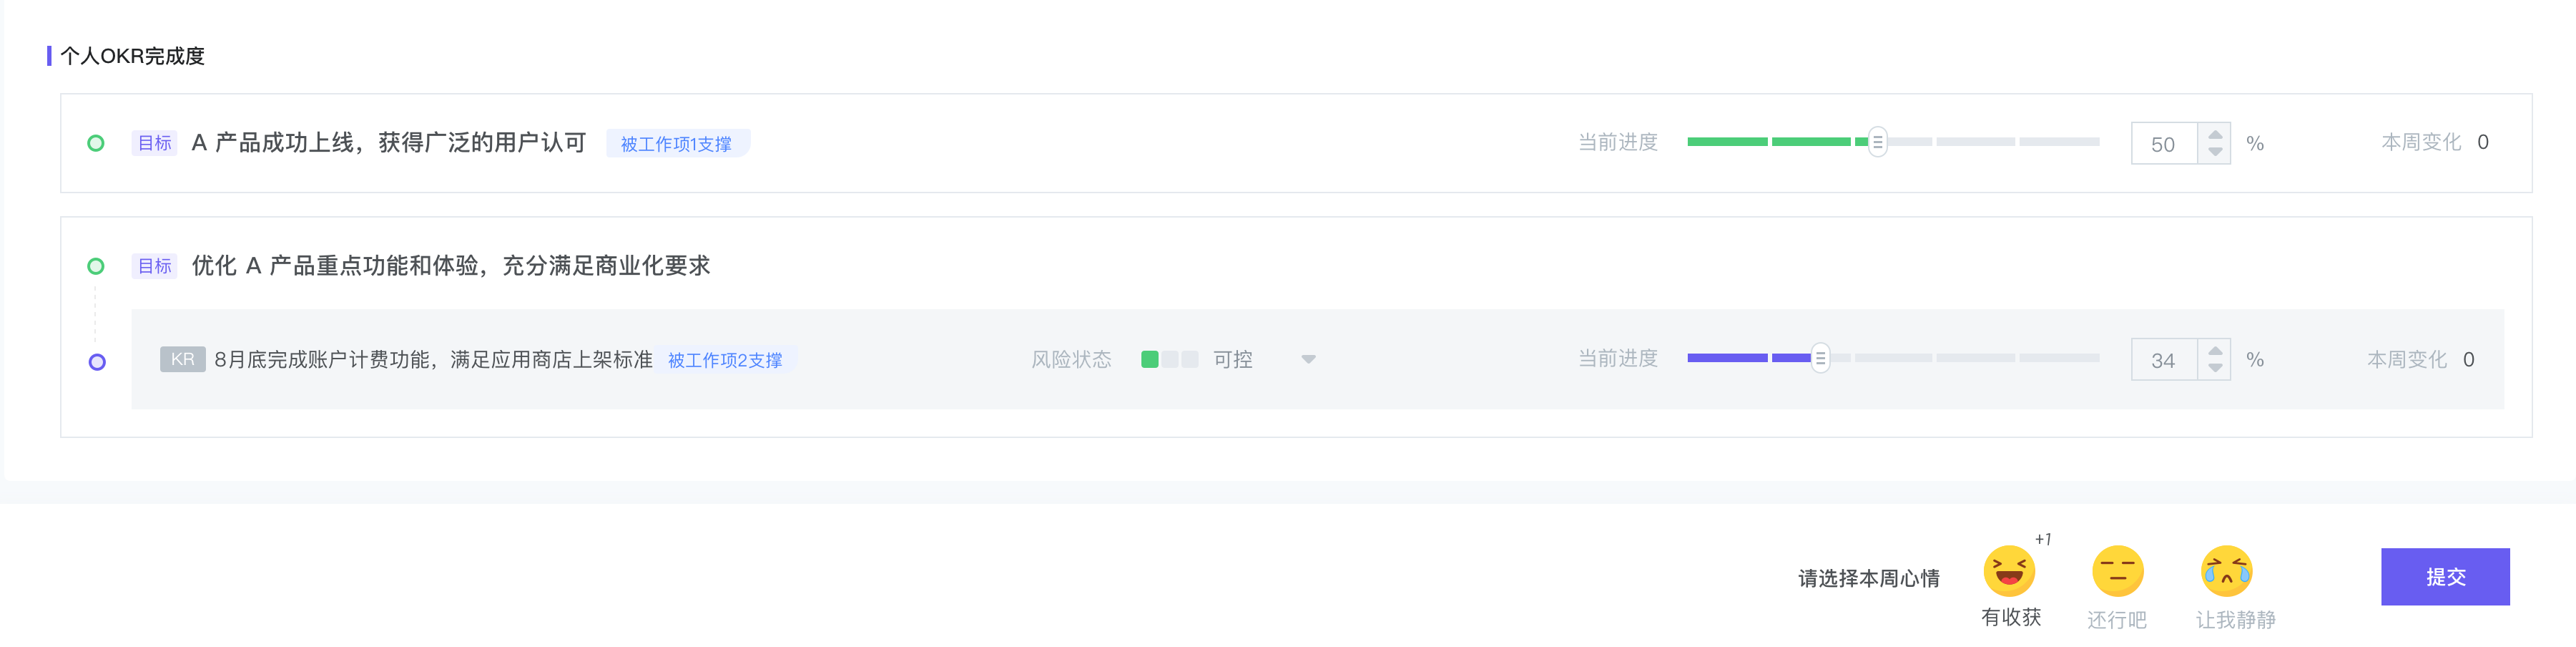 个人OKR完成度
目标 A 产品成功上线，获得广泛的用户认可 被工作项1支撑 当前进度 50 % 本周变化 0
目标 优化 A 产品重点功能和体验，充分满足商业化要求
KR 8月底完成账户计费功能，满足应用商店上架标准 被工作项2支撑 风险状态 可控 当前进度 34 % 本周变化 0
+1
请选择本周心情 提交
有收获 还行吧 让我静静